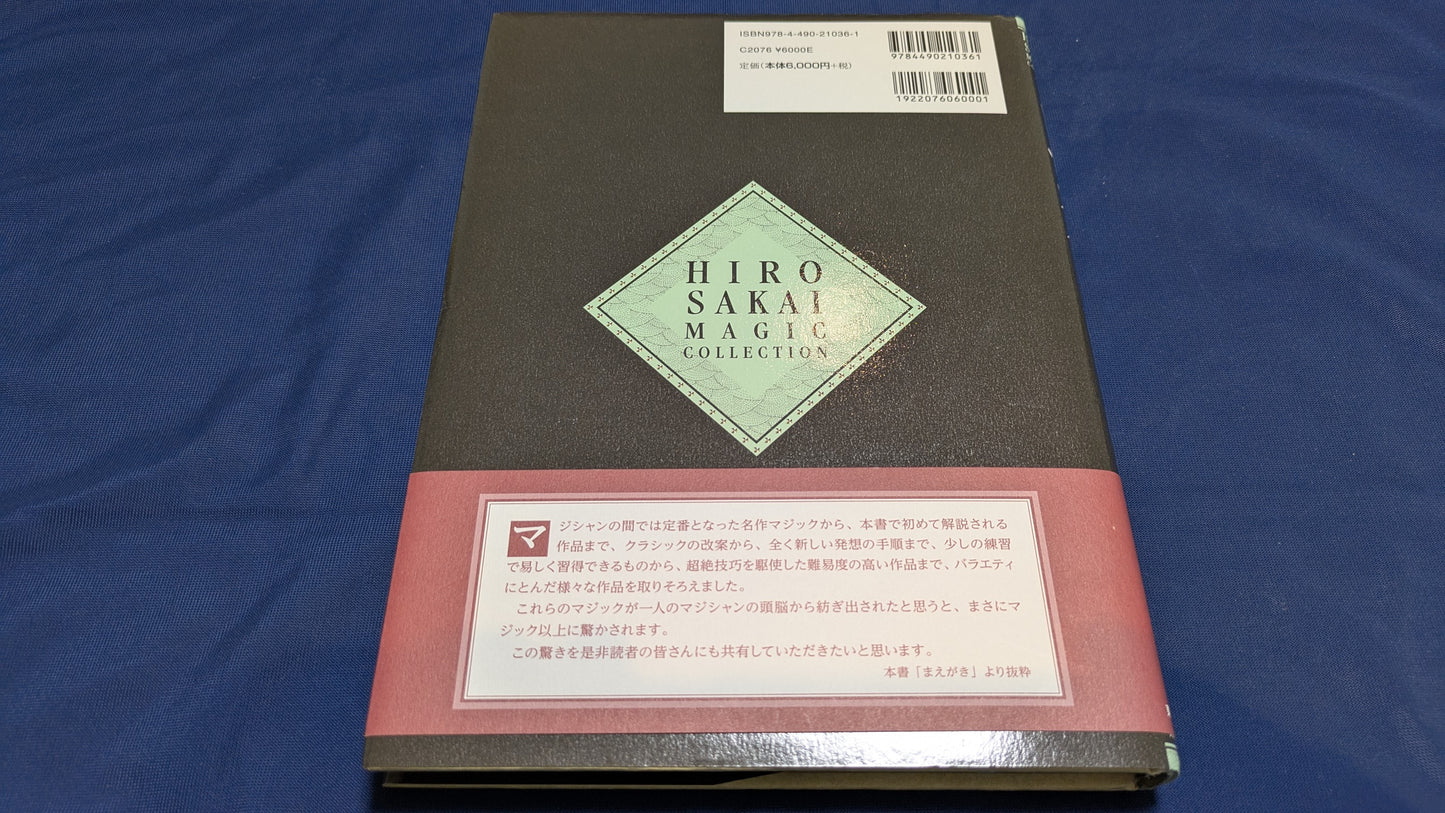 ISBN978-4-490-21036-1
C2076 ¥6000E
定価(本体6,000円+税)
9784490210361
1922076060001
HIRO
SAKAI
MAGIC
COLLECTION
マジシャンの間では定番となった名作マジックから、本書で初めて解説される
作品まで、クラシックの改案から、全く新しい発想の手順まで、少しの練習
で易しく習得できるものから、超絶技巧を駆使した難易度の高い作品まで、バラエティ
にとんだ様々な作品を取りそろえました。
これらのマジックが一人のマジシャンの頭脳から紡ぎ出されたと思うと、まさにマ
ジック以上に驚かされます。
この驚きを是非読者の皆さんにも共有していただきたいと思います。
本書「まえがき」より抜粋